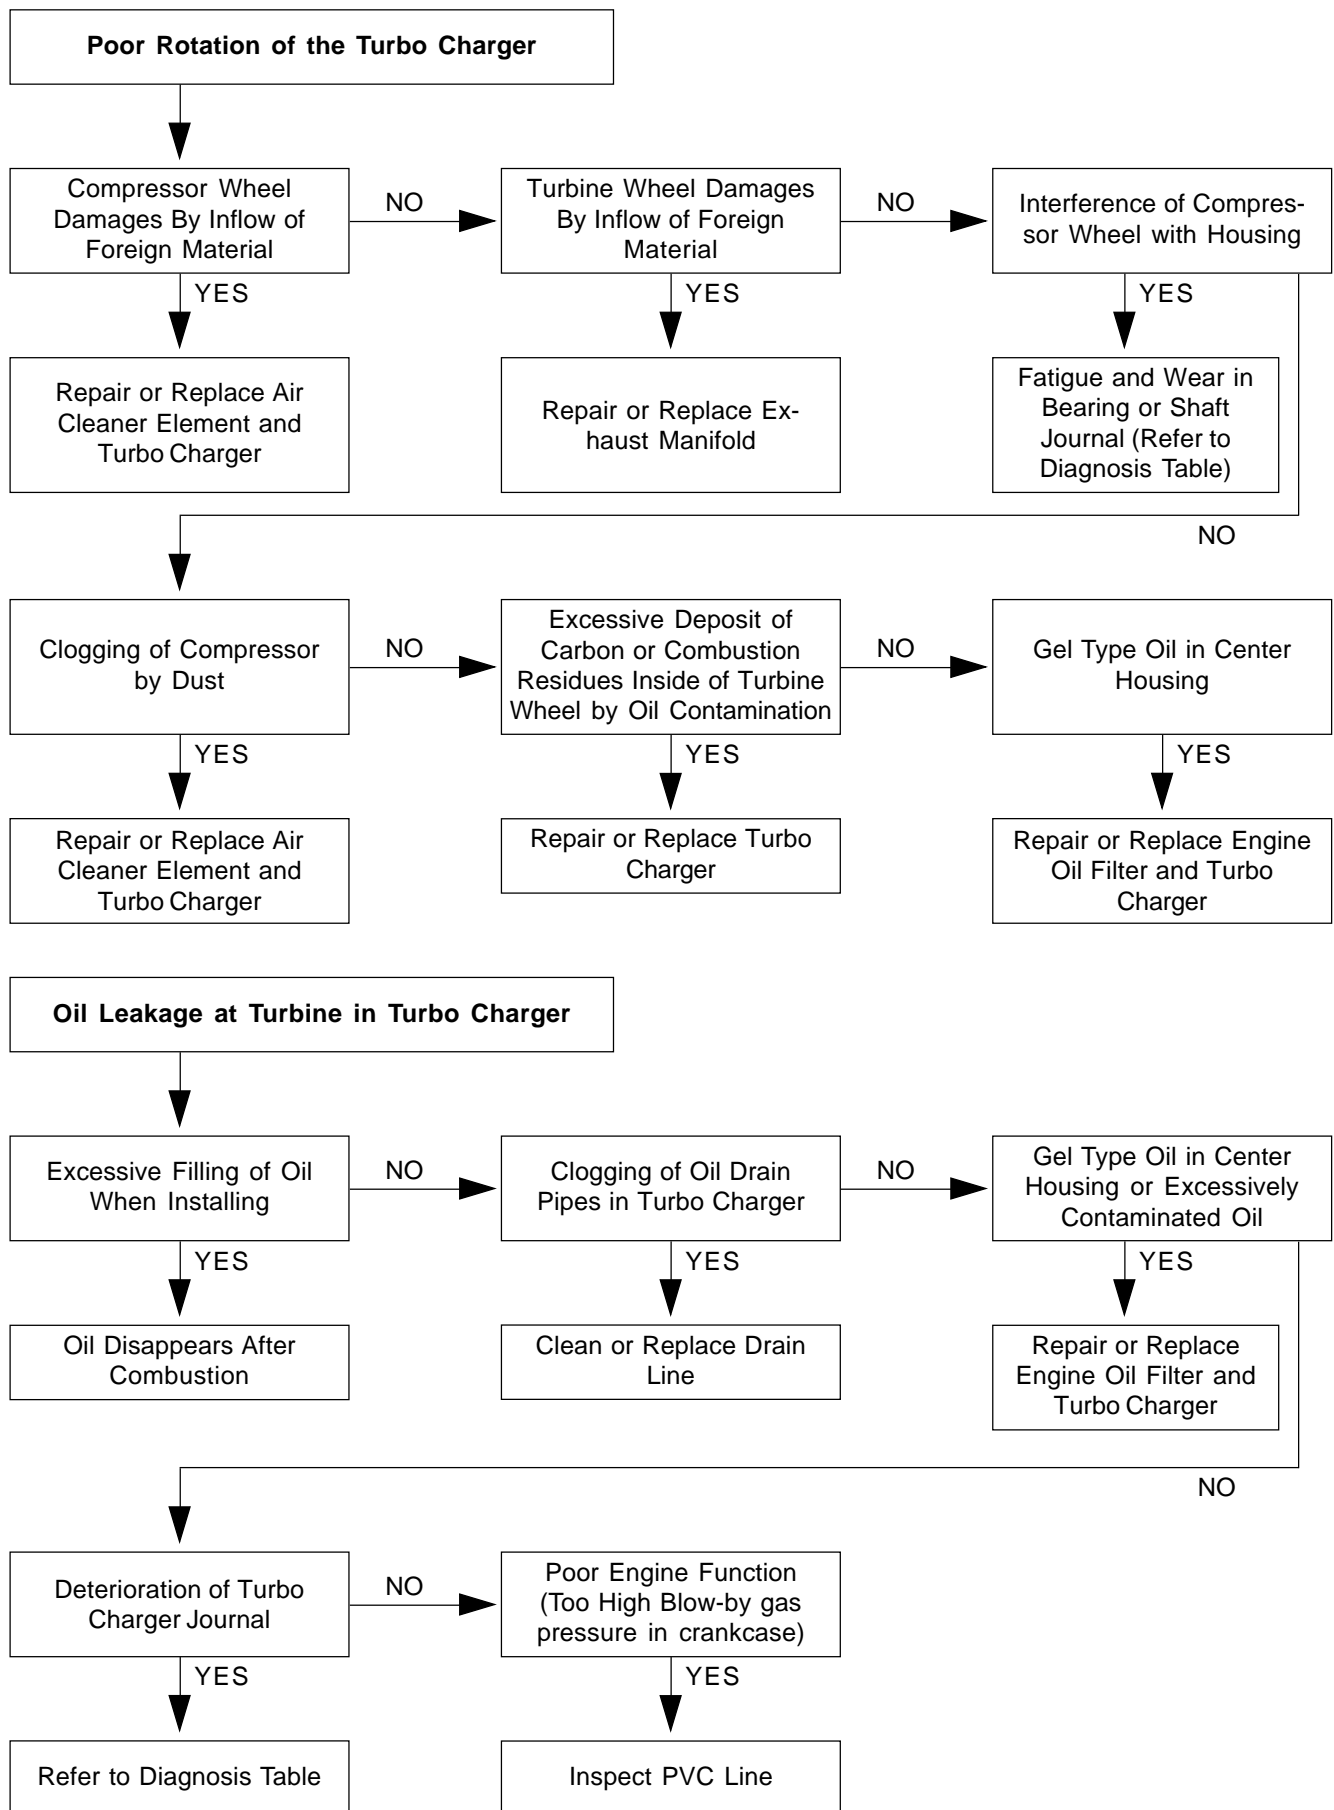 Poor Rotation of the Turbo Charger
Compressor Wheel
Damages By Inflow of
Foreign Material
NO
Turbine Wheel Damages
By Inflow of Foreign
Material
NO
Interference of Compres-
sor Wheel with Housing
YES
YES
YES
Repair or Replace Air
Cleaner Element and
Turbo Charger
Repair or Replace Ex-
haust Manifold
Fatigue and Wear in
Bearing or Shaft
Journal (Refer to
Diagnosis Table)
NO
Clogging of Compressor
by Dust
NO
Excessive Deposit of
Carbon or Combustion
Residues Inside of Turbine
Wheel by Oil Contamination
NO
Gel Type Oil in Center
Housing
YES
YES
YES
Repair or Replace Air
Cleaner Element and
Turbo Charger
Repair or Replace Turbo
Charger
Repair or Replace Engine
Oil Filter and Turbo
Charger
Oil Leakage at Turbine in Turbo Charger
Excessive Filling of Oil
When Installing
NO
Clogging of Oil Drain
Pipes in Turbo Charger
NO
Gel Type Oil in Center
Housing or Excessively
Contaminated Oil
YES
YES
YES
Oil Disappears After
Combustion
Clean or Replace Drain
Line
Repair or Replace
Engine Oil Filter and
Turbo Charger
NO
Deterioration of Turbo
Charger Journal
NO
Poor Engine Function
(Too High Blow-by gas
pressure in crankcase)
YES
YES
Refer to Diagnosis Table
Inspect PVC Line